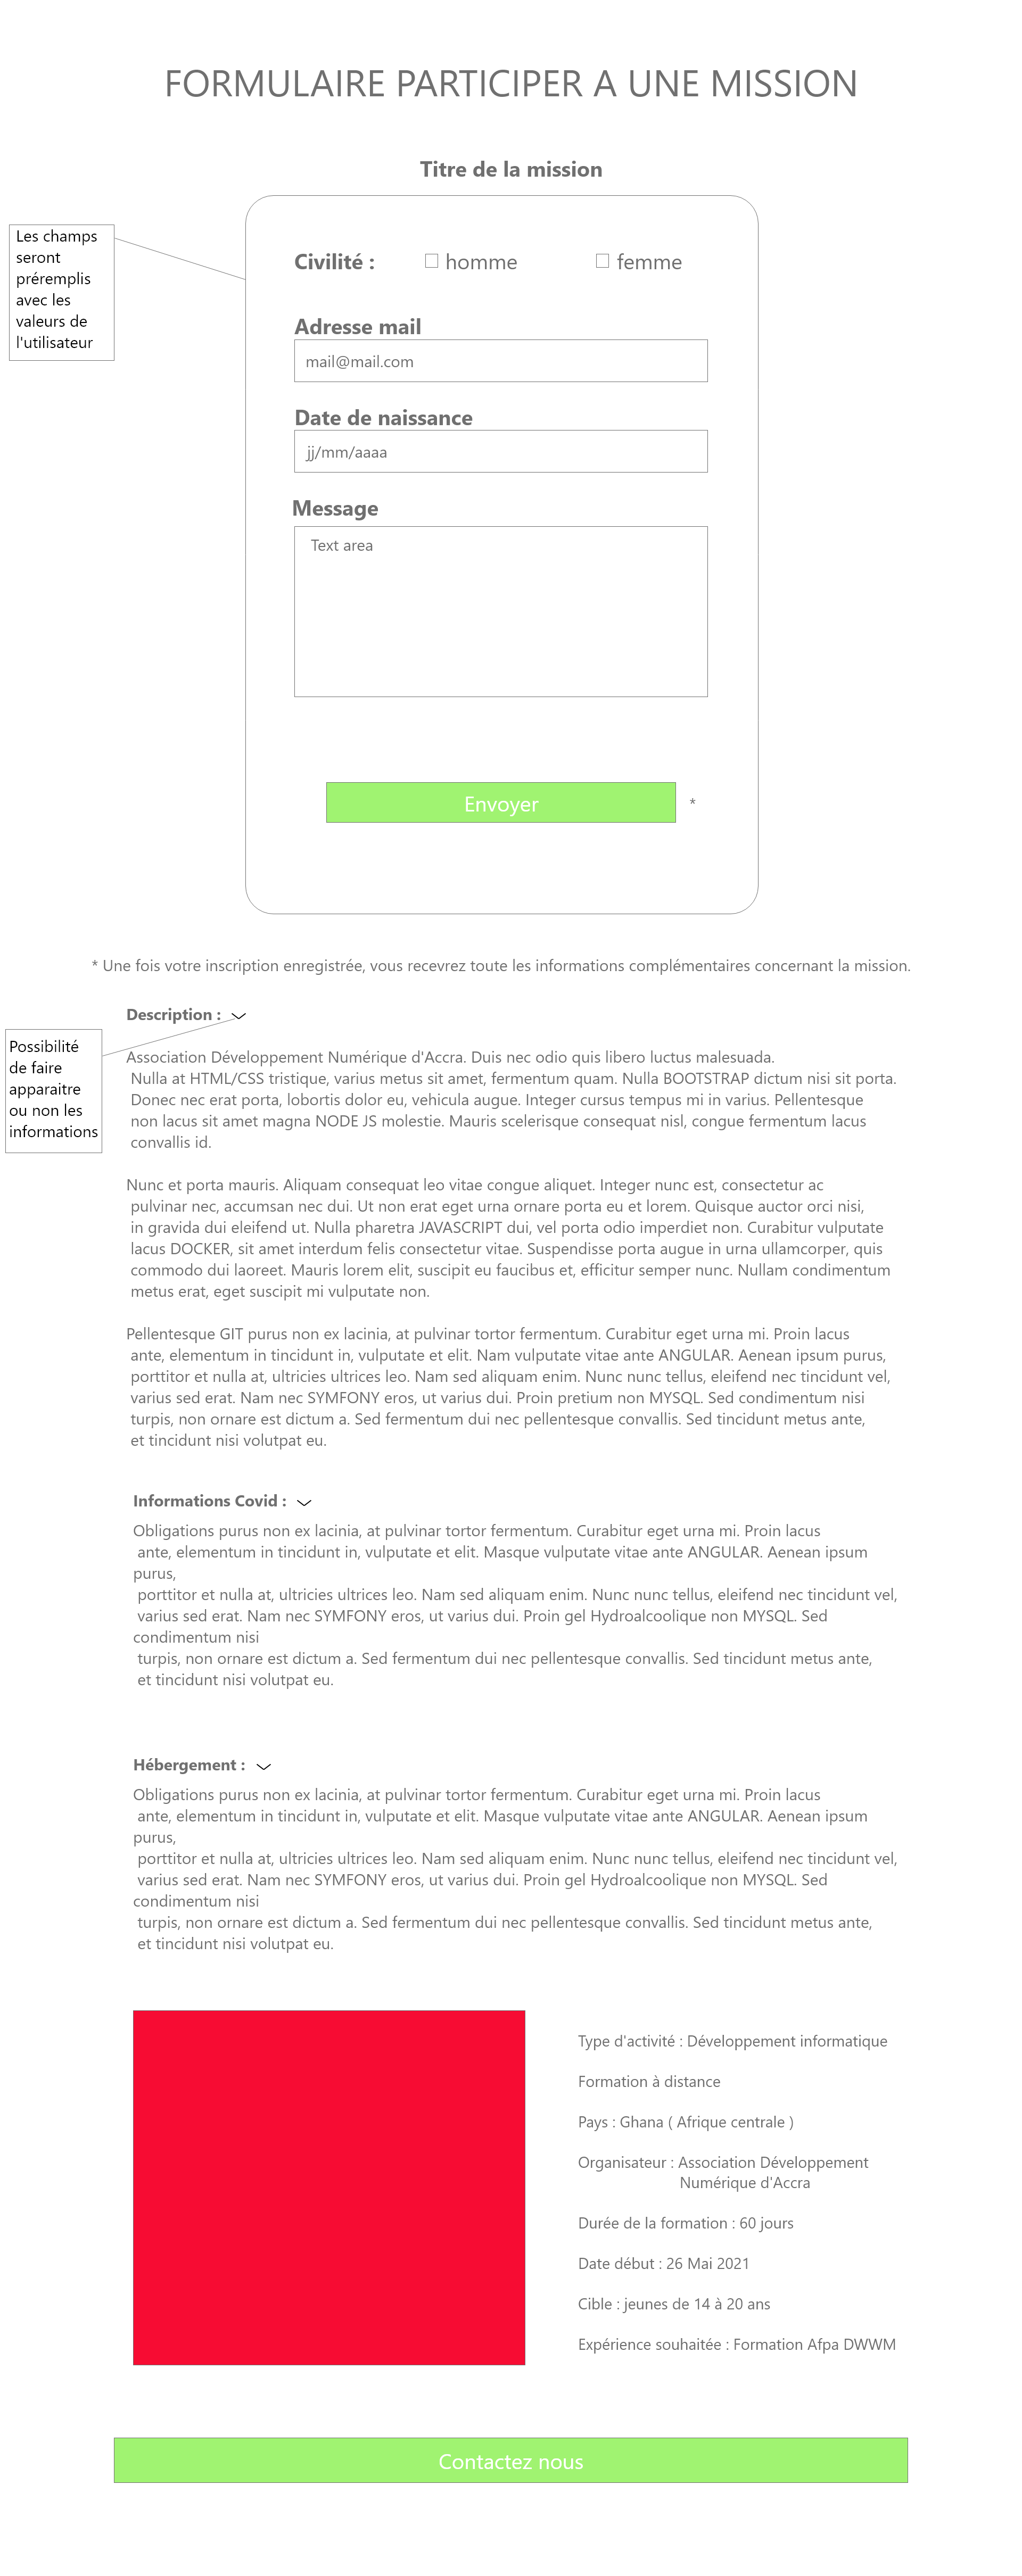 FORMULAIRE PARTICIPER A UNE MISSION
Titre de la mission
Les champs
seront
préremplis
avec les
valeurs de
l'utilisateur
Civilité : homme femme
Adresse mail
mail@mail.com
Date de naissance
jj/mm/aaaa
Message
Text area
Envoyer *
* Une fois votre inscription enregistrée, vous recevrez toute les informations complémentaires concernant la mission.
Description :
Possibilité
de faire
apparaitre
ou non les
informations
Association Développement Numérique d'Accra. Duis nec odio quis libero luctus malesuada.
Nulla at HTML/CSS tristique, varius metus sit amet, fermentum quam. Nulla BOOTSTRAP dictum nisi sit porta.
Donec nec erat porta, lobortis dolor eu, vehicula augue. Integer cursus tempus mi in varius. Pellentesque
non lacus sit amet magna NODE JS molestie. Mauris scelerisque consequat nisl, congue fermentum lacus
convallis id.
Nunc et porta mauris. Aliquam consequat leo vitae congue aliquet. Integer nunc est, consectetur ac
pulvinar nec, accumsan nec dui. Ut non erat eget urna ornare porta eu et lorem. Quisque auctor orci nisi,
in gravida dui eleifend ut. Nulla pharetra JAVASCRIPT dui, vel porta odio imperdiet non. Curabitur vulputate
lacus DOCKER, sit amet interdum felis consectetur vitae. Suspendisse porta augue in urna ullamcorper, quis
commodo dui laoreet. Mauris lorem elit, suscipit eu faucibus et, efficitur semper nunc. Nullam condimentum
metus erat, eget suscipit mi vulputate non.
Pellentesque GIT purus non ex lacinia, at pulvinar tortor fermentum. Curabitur eget urna mi. Proin lacus
ante, elementum in tincidunt in, vulputate et elit. Nam vulputate vitae ante ANGULAR. Aenean ipsum purus,
porttitor et nulla at, ultricies ultrices leo. Nam sed aliquam enim. Nunc nunc tellus, eleifend nec tincidunt vel,
varius sed erat. Nam nec SYMFONY eros, ut varius dui. Proin pretium non MYSQL. Sed condimentum nisi
turpis, non ornare est dictum a. Sed fermentum dui nec pellentesque convallis. Sed tincidunt metus ante,
et tincidunt nisi volutpat eu.
Informations Covid :
Obligations purus non ex lacinia, at pulvinar tortor fermentum. Curabitur eget urna mi. Proin lacus
ante, elementum in tincidunt in, vulputate et elit. Masque vulputate vitae ante ANGULAR. Aenean ipsum
purus,
porttitor et nulla at, ultricies ultrices leo. Nam sed aliquam enim. Nunc nunc tellus, eleifend nec tincidunt vel,
varius sed erat. Nam nec SYMFONY eros, ut varius dui. Proin gel Hydroalcoolique non MYSQL. Sed
condimentum nisi
turpis, non ornare est dictum a. Sed fermentum dui nec pellentesque convallis. Sed tincidunt metus ante,
et tincidunt nisi volutpat eu.
Hébergement :
Obligations purus non ex lacinia, at pulvinar tortor fermentum. Curabitur eget urna mi. Proin lacus
ante, elementum in tincidunt in, vulputate et elit. Masque vulputate vitae ante ANGULAR. Aenean ipsum
purus,
porttitor et nulla at, ultricies ultrices leo. Nam sed aliquam enim. Nunc nunc tellus, eleifend nec tincidunt vel,
varius sed erat. Nam nec SYMFONY eros, ut varius dui. Proin gel Hydroalcoolique non MYSQL. Sed
condimentum nisi
turpis, non ornare est dictum a. Sed fermentum dui nec pellentesque convallis. Sed tincidunt metus ante,
et tincidunt nisi volutpat eu.
Type d'activité : Développement informatique
Formation à distance
Pays : Ghana ( Afrique centrale )
Organisateur : Association Développement
Numérique d'Accra
Durée de la formation : 60 jours
Date début : 26 Mai 2021
Cible : jeunes de 14 à 20 ans
Expérience souhaitée : Formation Afpa DWWM
Contactez nous